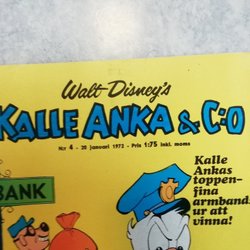 Walt Disney's
KALLE ANKA & C:O
Nr 4 - 20 januari 1973 - Pris 1:75 inkl. moms
Kalle
Ankas
toppen-
fina
armband
ur att
vinna!
BANK